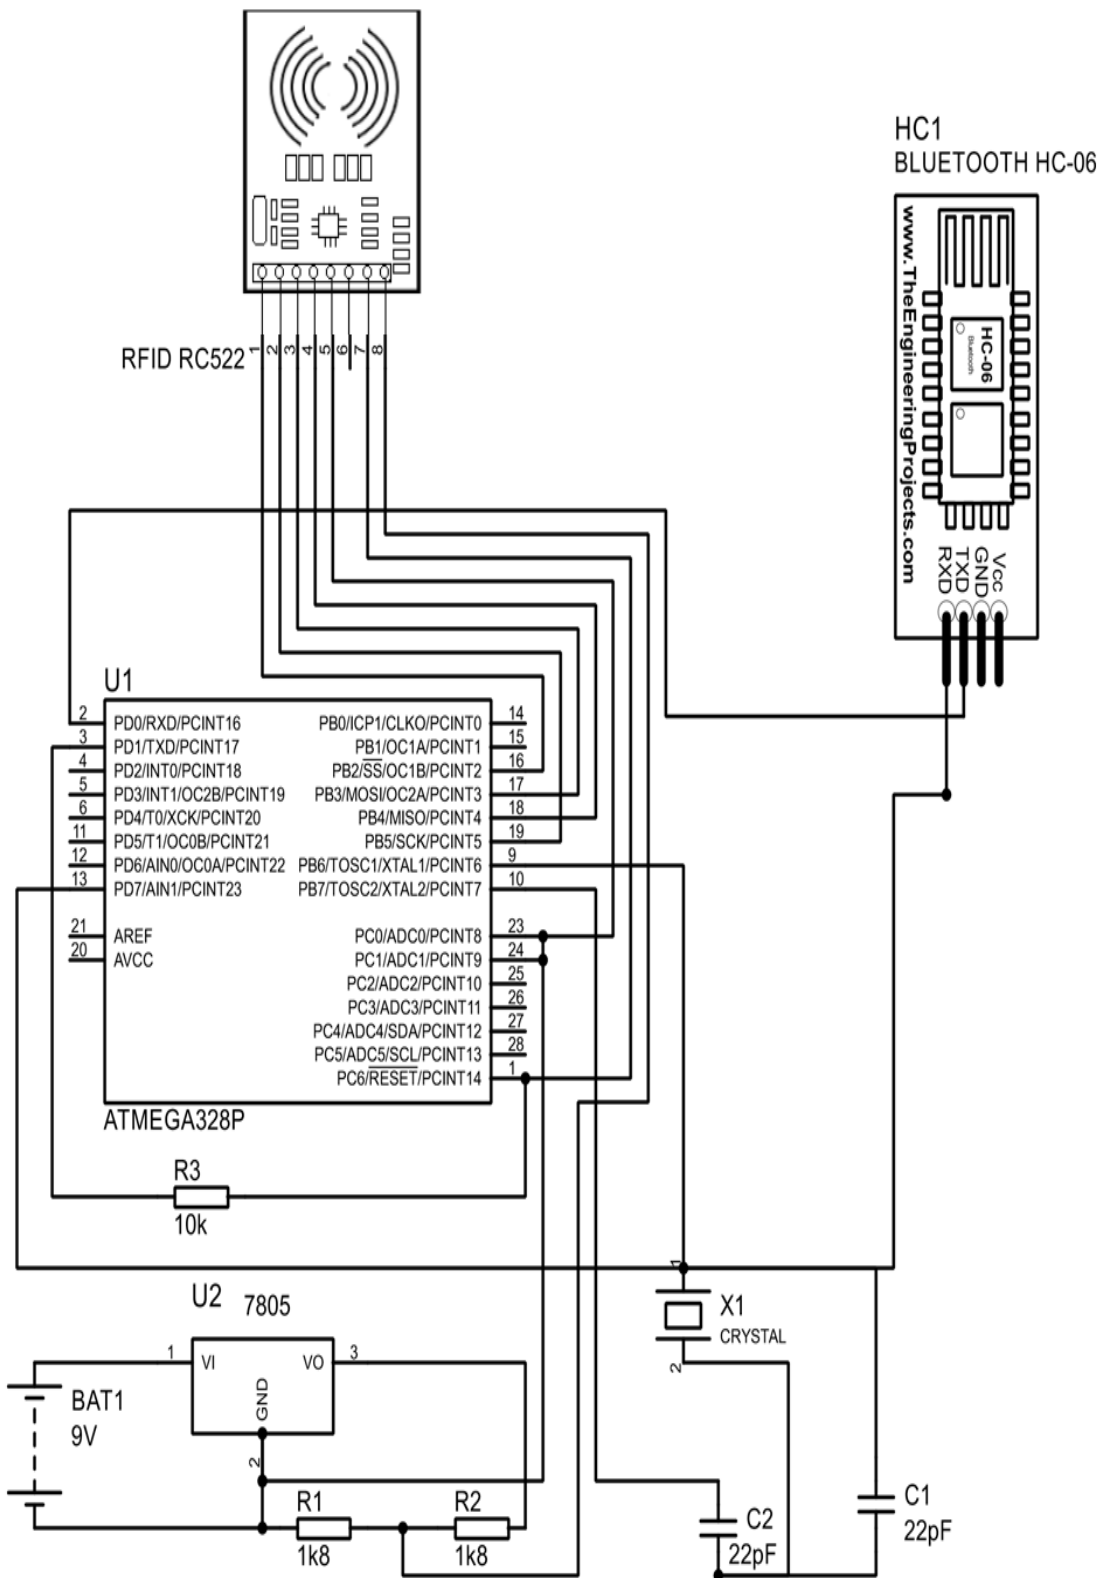 HC1
BLUETOOTH HC-06
www.TheEngineeringProjects.com
HC-06
Bluetooth
RXD
TXD
GND
Vcc
RFID RC522
1
2
3
4
5
6
7
8
U1
2 PD0/RXD/PCINT16 PB0/ICP1/CLKO/PCINT0 14
3 PD1/TXD/PCINT17 PB1/OC1A/PCINT1 15
4 PD2/INT0/PCINT18 PB2/SS/OC1B/PCINT2 16
5 PD3/INT1/OC2B/PCINT19 PB3/MOSI/OC2A/PCINT3 17
6 PD4/T0/XCK/PCINT20 PB4/MISO/PCINT4 18
11 PD5/T1/OC0B/PCINT21 PB5/SCK/PCINT5 19
12 PD6/AIN0/OC0A/PCINT22 PB6/TOSC1/XTAL1/PCINT6 9
13 PD7/AIN1/PCINT23 PB7/TOSC2/XTAL2/PCINT7 10
21 AREF PC0/ADC0/PCINT8 23
20 AVCC PC1/ADC1/PCINT9 24
PC2/ADC2/PCINT10 25
PC3/ADC3/PCINT11 26
PC4/ADC4/SDA/PCINT12 27
PC5/ADC5/SCL/PCINT13 28
PC6/RESET/PCINT14 1
ATMEGA328P
R3
10k
U2 7805
1 VI VO 3
GND
2
BAT1
9V
R1
1k8
R2
1k8
1
X1
CRYSTAL
2
C2
22pF
C1
22pF